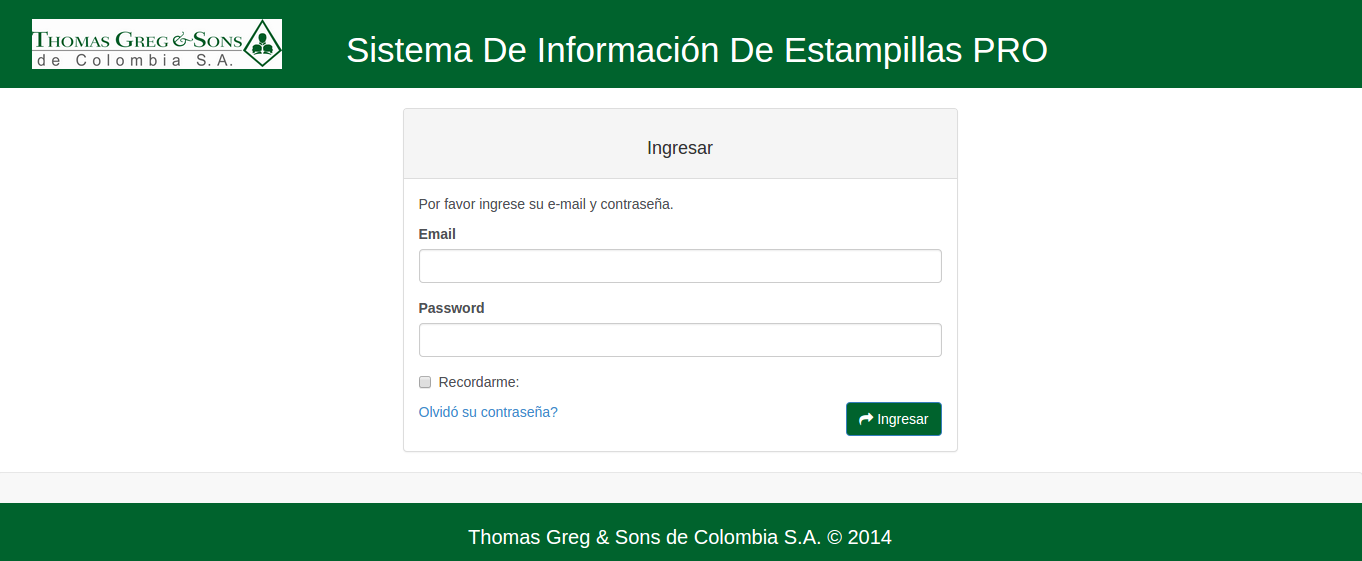 THOMAS GREG & SONS
de Colombia S.A.
Sistema De Información De Estampillas PRO
Ingresar
Por favor ingrese su e-mail y contraseña.
Email
Password
Recordarme:
Olvidó su contraseña?
Ingresar
Thomas Greg & Sons de Colombia S.A. © 2014